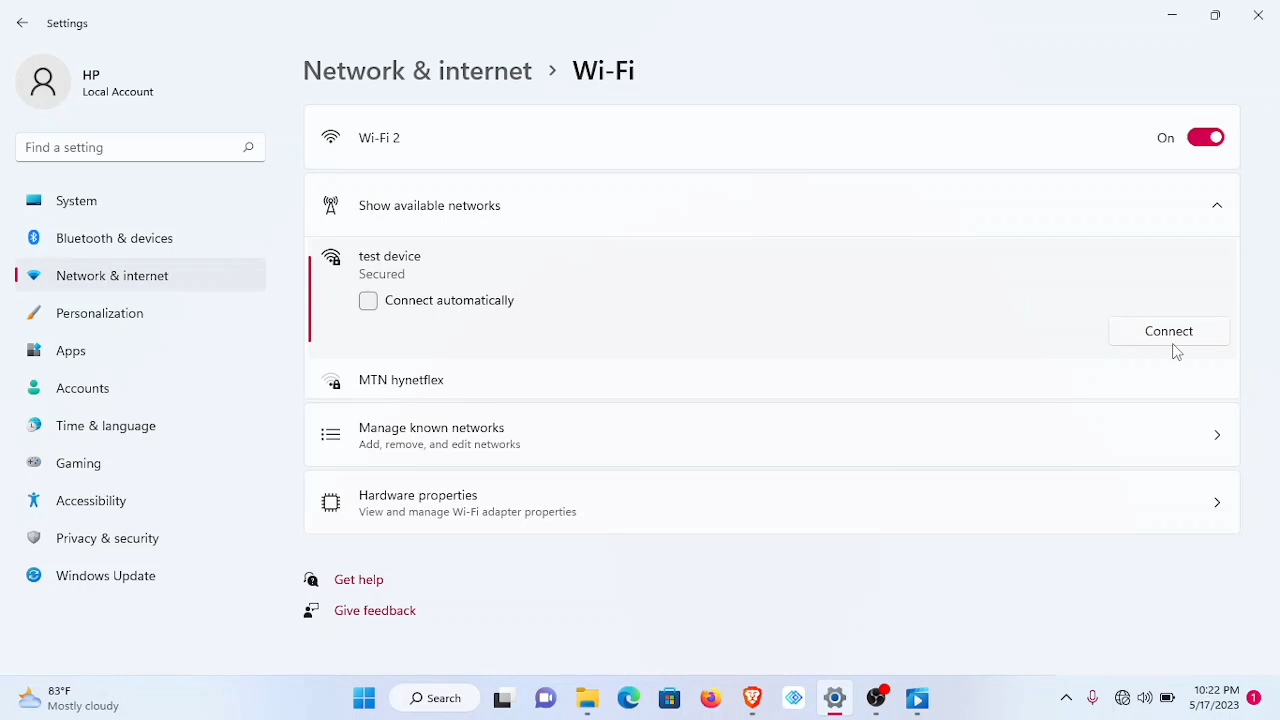 Settings
HP
Local Account
Find a setting
System
Bluetooth & devices
Network & internet
Personalization
Apps
Accounts
Time & language
Gaming
Accessibility
Privacy & security
Windows Update
Network & internet > Wi-Fi
Wi-Fi 2
On
Show available networks
test device
Secured
Connect automatically
Connect
MTN hynetflex
Manage known networks
Add, remove, and edit networks
Hardware properties
View and manage Wi-Fi adapter properties
Get help
Give feedback
83°F
Mostly cloudy
Search
10:22 PM
5/17/2023
1